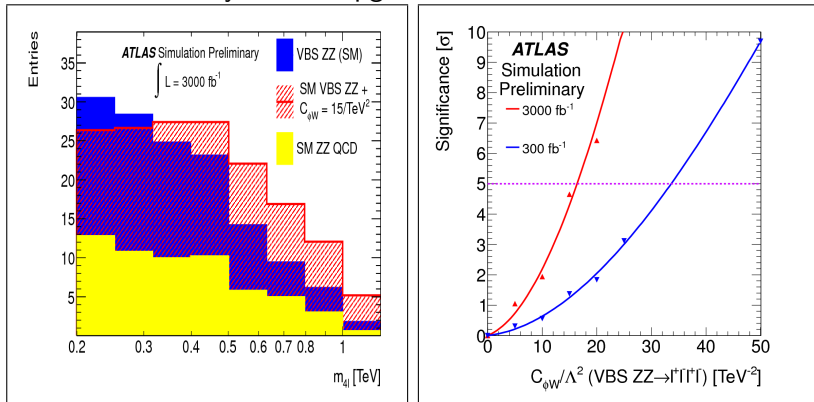 Entries
ATLAS Simulation Preliminary
∫ L = 3000 fb⁻¹
VBS ZZ (SM)
SM VBS ZZ +
C_ϕW = 15/TeV²
SM ZZ QCD
35
30
25
20
15
10
5
0.2 0.3 0.4 0.5 0.6 0.7 0.8 1
m_4l [TeV]
Significance [σ]
ATLAS
Simulation
Preliminary
3000 fb⁻¹
300 fb⁻¹
10
9
8
7
6
5
4
3
2
1
0
0 10 20 30 40 50
C_ϕW/Λ² (VBS ZZ→l⁺l⁻l⁺l⁻) [TeV⁻²]